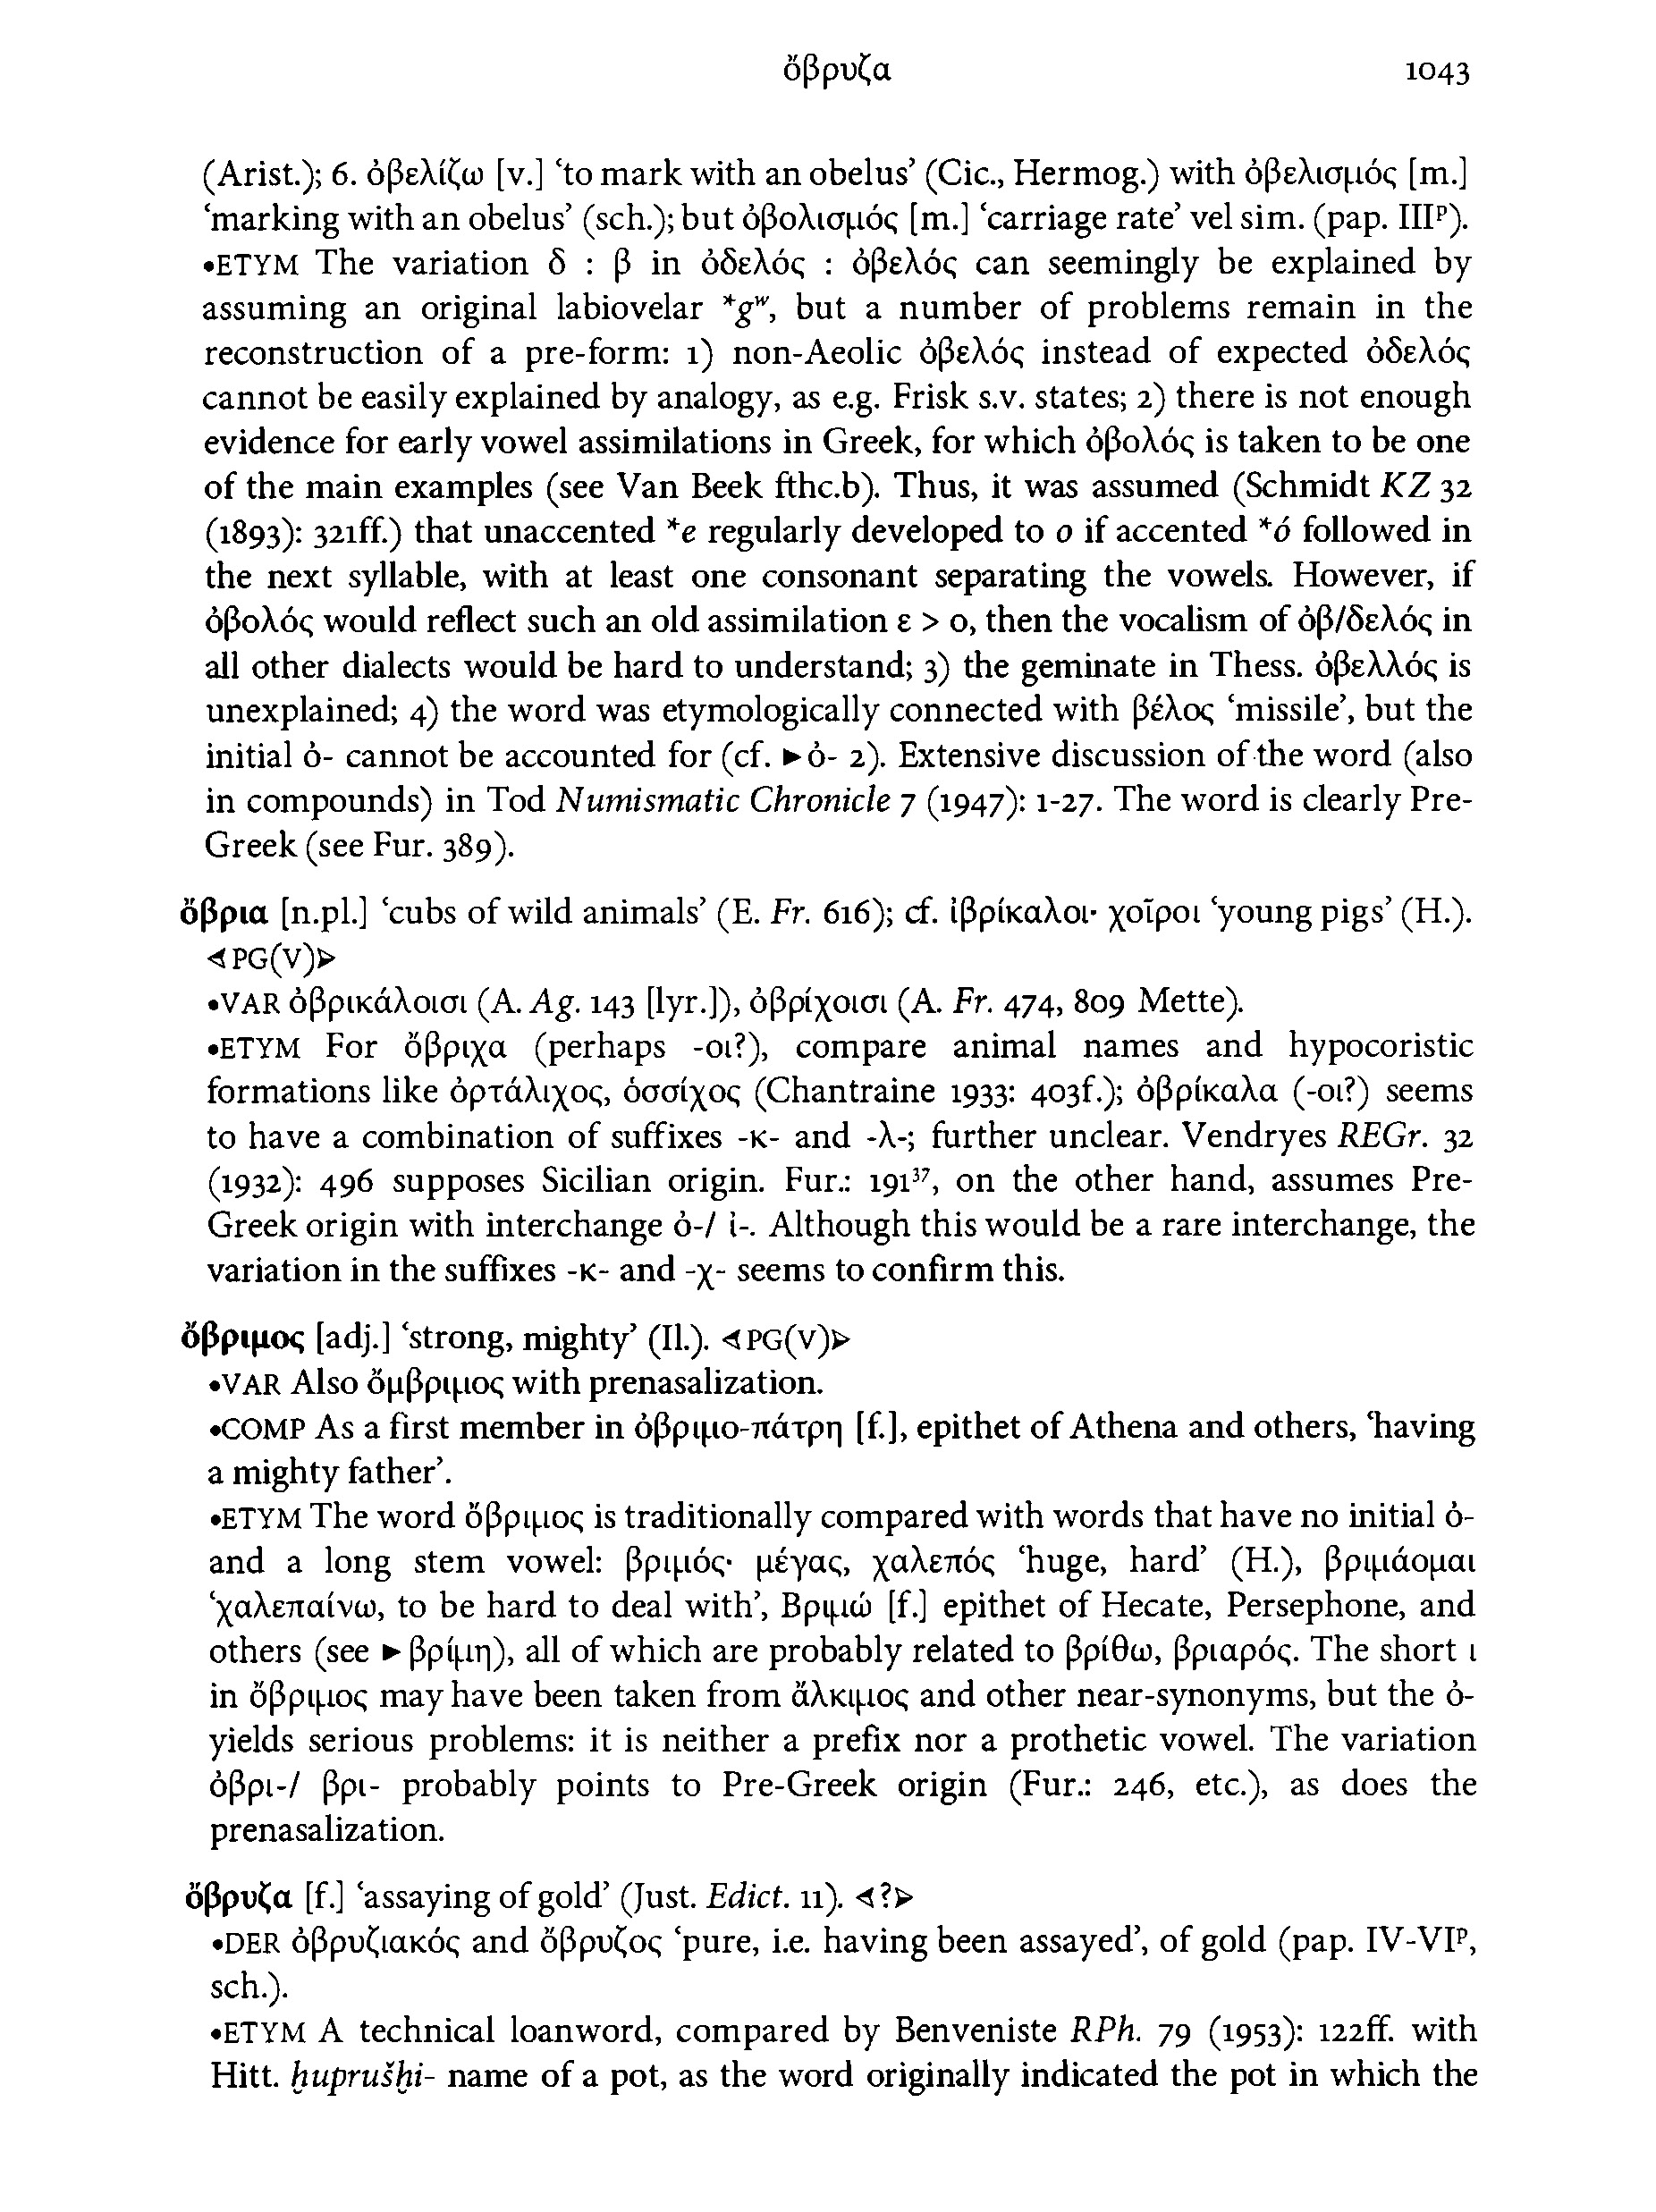 ὄβρυζα 1043
(Arist.); 6. ὀβελίζω [v.] ‘to mark with an obelus’ (Cic., Hermog.) with ὀβελισμός [m.]
‘marking with an obelus’ (sch.); but ὀβολισμός [m.] ‘carriage rate’ vel sim. (pap. IIIᵖ).
•ETYM The variation δ : β in ὀδελός : ὀβελός can seemingly be explained by
assuming an original labiovelar *gʷ, but a number of problems remain in the
reconstruction of a pre-form: 1) non-Aeolic ὀβελός instead of expected ὀδελός
cannot be easily explained by analogy, as e.g. Frisk s.v. states; 2) there is not enough
evidence for early vowel assimilations in Greek, for which ὀβολός is taken to be one
of the main examples (see Van Beek fthc.b). Thus, it was assumed (Schmidt KZ 32
(1893): 321ff.) that unaccented *e regularly developed to o if accented *ó followed in
the next syllable, with at least one consonant separating the vowels. However, if
ὀβολός would reflect such an old assimilation ε > ο, then the vocalism of ὀβ/δελός in
all other dialects would be hard to understand; 3) the geminate in Thess. ὀβελλός is
unexplained; 4) the word was etymologically connected with βέλος ‘missile’, but the
initial ὀ- cannot be accounted for (cf. ►ὀ- 2). Extensive discussion of the word (also
in compounds) in Tod Numismatic Chronicle 7 (1947): 1-27. The word is clearly Pre-
Greek (see Fur. 389).
ὄβρια [n.pl.] ‘cubs of wild animals’ (E. Fr. 616); cf. ἰβρίκαλοι· χοῖροι ‘young pigs’ (H.).
⊲PG(V)⊳
•VAR ὀβρικάλοισι (A. Ag. 143 [lyr.]), ὀβρίχοισι (A. Fr. 474, 809 Mette).
•ETYM For ὄβριχα (perhaps -οι?), compare animal names and hypocoristic
formations like ὀρτάλιχος, ὁσσίχος (Chantraine 1933: 403f.); ὀβρίκαλα (-οι?) seems
to have a combination of suffixes -κ- and -λ-; further unclear. Vendryes REGr. 32
(1932): 496 supposes Sicilian origin. Fur.: 191³⁷, on the other hand, assumes Pre-
Greek origin with interchange ὀ-/ ἰ-. Although this would be a rare interchange, the
variation in the suffixes -κ- and -χ- seems to confirm this.
ὄβριμος [adj.] ‘strong, mighty’ (Il.). ⊲PG(V)⊳
•VAR Also ὄμβριμος with prenasalization.
•COMP As a first member in ὀβριμο-πάτρη [f.], epithet of Athena and others, ‘having
a mighty father’.
•ETYM The word ὄβριμος is traditionally compared with words that have no initial ὀ-
and a long stem vowel: βριμός· μέγας, χαλεπός ‘huge, hard’ (H.), βριμάομαι
‘χαλεπαίνω, to be hard to deal with’, Βριμώ [f.] epithet of Hecate, Persephone, and
others (see ►βρίμη), all of which are probably related to βρίθω, βριαρός. The short ι
in ὄβριμος may have been taken from ἄλκιμος and other near-synonyms, but the ὀ-
yields serious problems: it is neither a prefix nor a prothetic vowel. The variation
ὀβρι-/ βρι- probably points to Pre-Greek origin (Fur.: 246, etc.), as does the
prenasalization.
ὄβρυζα [f.] ‘assaying of gold’ (Just. Edict. 11). ⊲?⊳
•DER ὀβρυζιακός and ὄβρυζος ‘pure, i.e. having been assayed’, of gold (pap. IV-VIᵖ,
sch.).
•ETYM A technical loanword, compared by Benveniste RPh. 79 (1953): 122ff. with
Hitt. ḫuprušḫi- name of a pot, as the word originally indicated the pot in which the